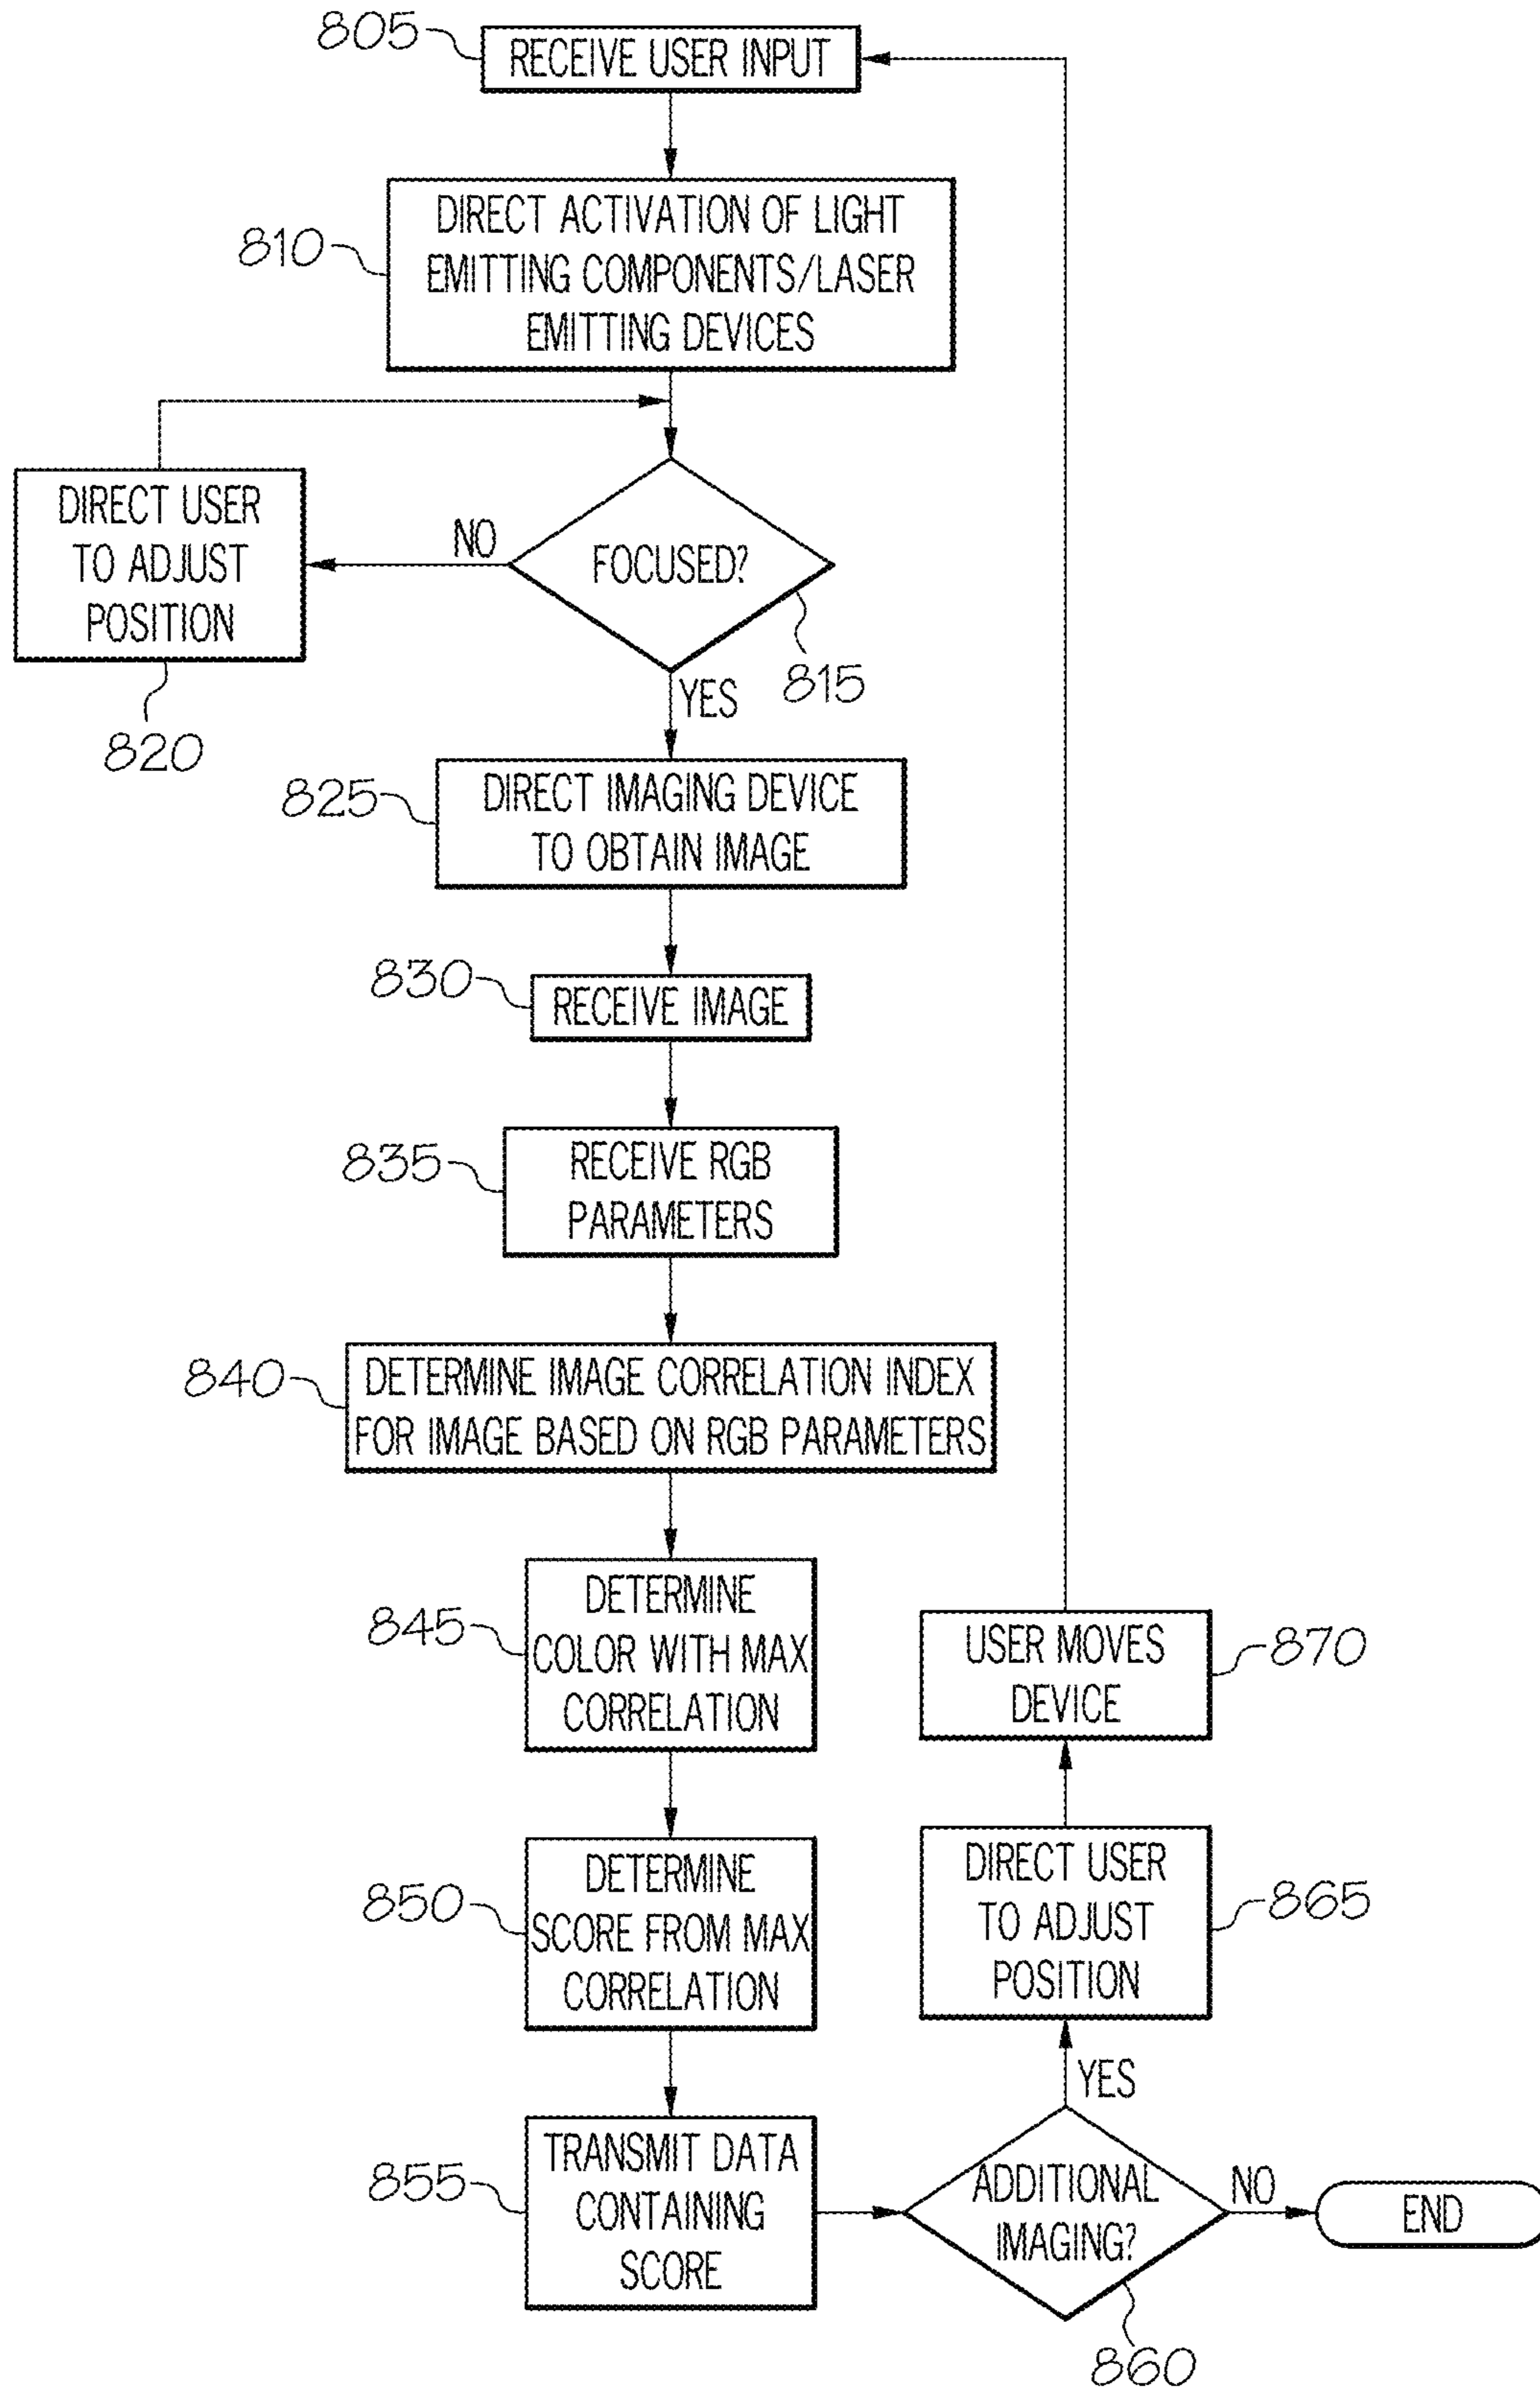 805
RECEIVE USER INPUT
810
DIRECT ACTIVATION OF LIGHT
EMITTING COMPONENTS/LASER
EMITTING DEVICES
DIRECT USER
TO ADJUST
POSITION
820
NO
FOCUSED?
815
YES
825
DIRECT IMAGING DEVICE
TO OBTAIN IMAGE
830
RECEIVE IMAGE
835
RECEIVE RGB
PARAMETERS
840
DETERMINE IMAGE CORRELATION INDEX
FOR IMAGE BASED ON RGB PARAMETERS
845
DETERMINE
COLOR WITH MAX
CORRELATION
850
DETERMINE
SCORE FROM MAX
CORRELATION
855
TRANSMIT DATA
CONTAINING
SCORE
USER MOVES
DEVICE
870
DIRECT USER
TO ADJUST
POSITION
865
YES
ADDITIONAL
IMAGING?
860
NO
END